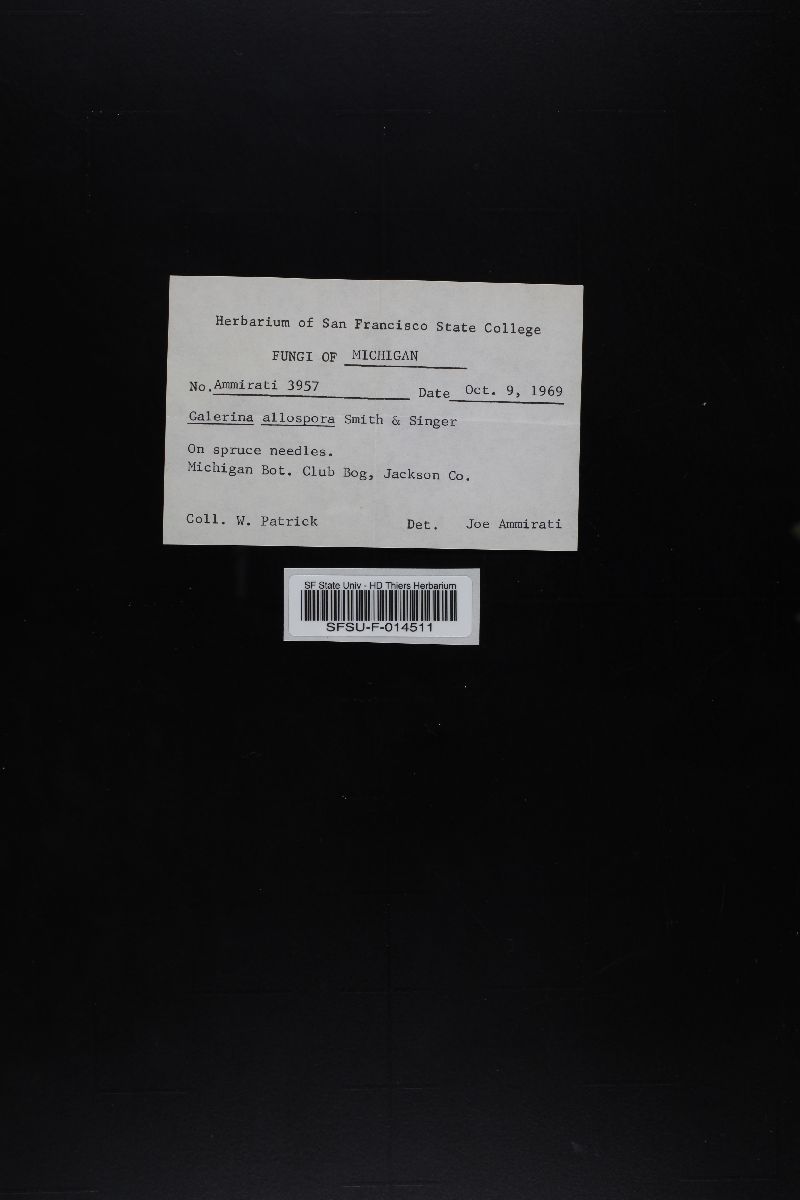 Herbarium of San Francisco State College
FUNGI OF MICHIGAN
No. Ammirati 3957 Date Oct. 9, 1969
Galerina allospora Smith & Singer
On spruce needles.
Michigan Bot. Club Bog, Jackson Co.
Coll. W. Patrick Det. Joe Ammirati
SF State Univ - HD Thiers Herbarium
SFSU-F-014511